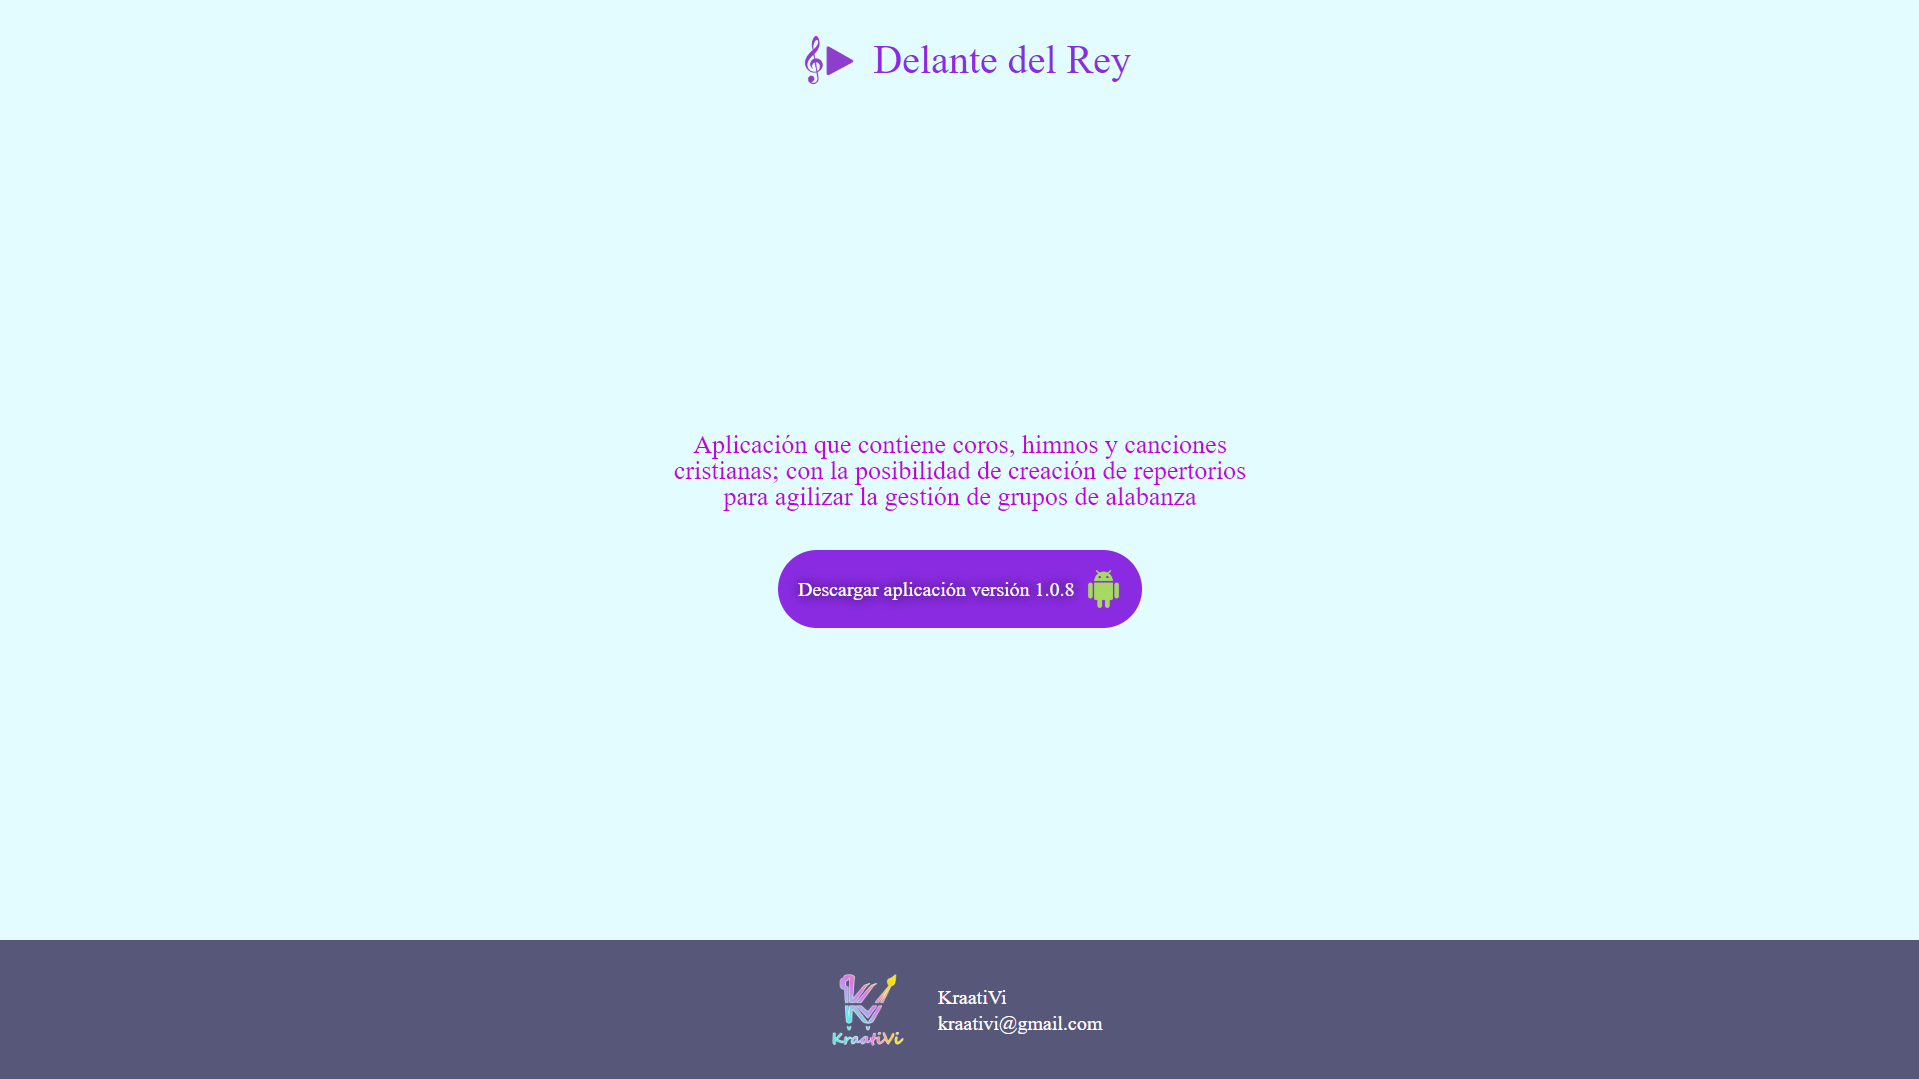 Delante del Rey
Aplicación que contiene coros, himnos y canciones
cristianas; con la posibilidad de creación de repertorios
para agilizar la gestión de grupos de alabanza
Descargar aplicación versión 1.0.8
KraatiVi
KraatiVi
kraativi@gmail.com